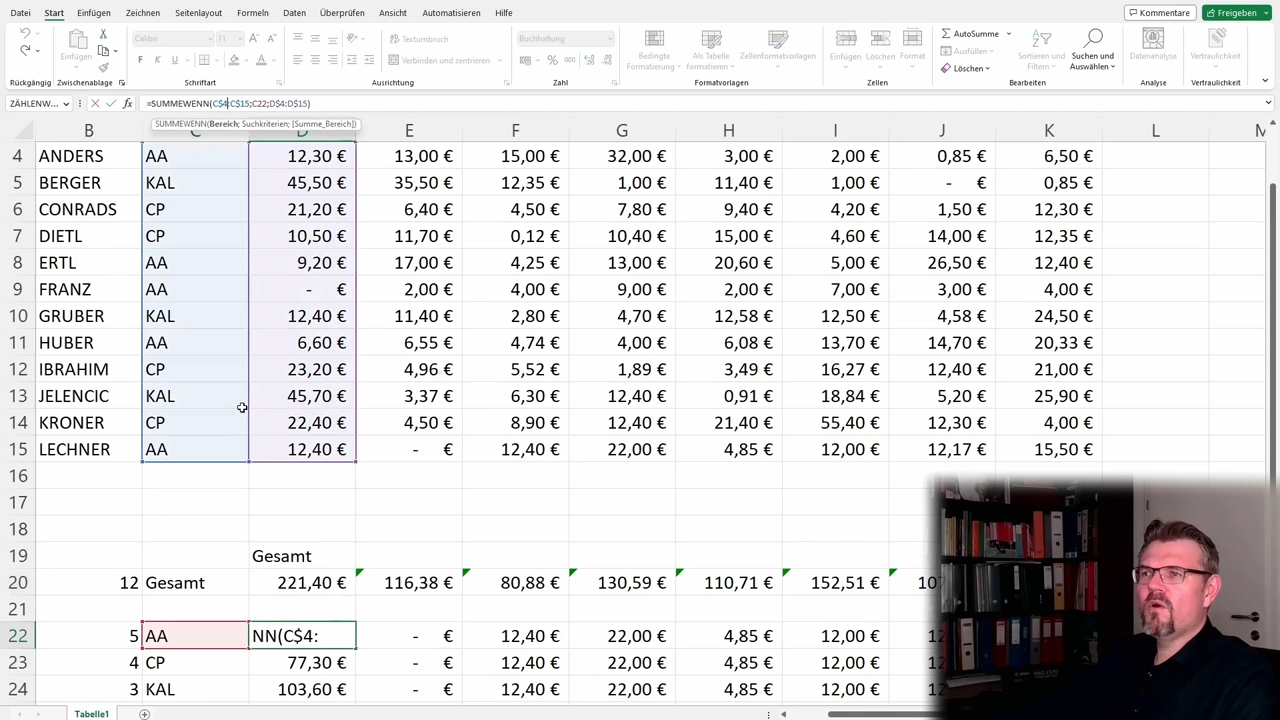 Datei Start Einfügen Zeichnen Seitenlayout Formeln Daten Überprüfen Ansicht Automatisieren Hilfe Kommentare Freigeben
Calibri 11 Textumbruch Buchhaltung AutoSumme
Einfügen Verbinden und zentrieren Bedingte Formatierung Als Tabelle formatieren Zellenformatvorlagen Einfügen Löschen Format Ausfüllen Löschen Sortieren und Filtern Suchen und Auswählen Datenanalyse Vertraulichkeit
Rückgängig Zwischenablage Schriftart Ausrichtung Zahl Formatvorlagen Zellen Bearbeiten Analyse Vertraulichkeit
ZÄHLENW... =SUMMEWENN(C$4:C$15;C22;D$4:D$15)
SUMMEWENN(Bereich; Suchkriterien; [Summe_Bereich])
B C D E F G H I J K L M
4 ANDERS AA 12,30 € 13,00 € 15,00 € 32,00 € 3,00 € 2,00 € 0,85 € 6,50 €
5 BERGER KAL 45,50 € 35,50 € 12,35 € 1,00 € 11,40 € 1,00 € - € 0,85 €
6 CONRADS CP 21,20 € 6,40 € 4,50 € 7,80 € 9,40 € 4,20 € 1,50 € 12,30 €
7 DIETL CP 10,50 € 11,70 € 0,12 € 10,40 € 15,00 € 4,60 € 14,00 € 12,35 €
8 ERTL AA 9,20 € 17,00 € 4,25 € 13,00 € 20,60 € 5,00 € 26,50 € 12,40 €
9 FRANZ AA - € 2,00 € 4,00 € 9,00 € 2,00 € 7,00 € 3,00 € 4,00 €
10 GRUBER KAL 12,40 € 11,40 € 2,80 € 4,70 € 12,58 € 12,50 € 4,58 € 24,50 €
11 HUBER AA 6,60 € 6,55 € 4,74 € 4,00 € 6,08 € 13,70 € 14,70 € 20,33 €
12 IBRAHIM CP 23,20 € 4,96 € 5,52 € 1,89 € 3,49 € 16,27 € 12,40 € 21,00 €
13 JELENCIC KAL 45,70 € 3,37 € 6,30 € 12,40 € 0,91 € 18,84 € 5,20 € 25,90 €
14 KRONER CP 22,40 € 4,50 € 8,90 € 12,40 € 21,40 € 55,40 € 12,30 € 4,00 €
15 LECHNER AA 12,40 € - € 12,40 € 22,00 € 4,85 € 12,00 € 12,17 € 15,50 €
16
17
18
19 Gesamt
20 12 Gesamt 221,40 € 116,38 € 80,88 € 130,59 € 110,71 € 152,51 € 107
21
22 5 AA NN(C$4: - € 12,40 € 22,00 € 4,85 € 12,00 € 12
23 4 CP 77,30 € - € 12,40 € 22,00 € 4,85 € 12,00 € 12
24 3 KAL 103,60 € - € 12,40 € 22,00 € 4,85 € 12,00 € 12
Tabelle1